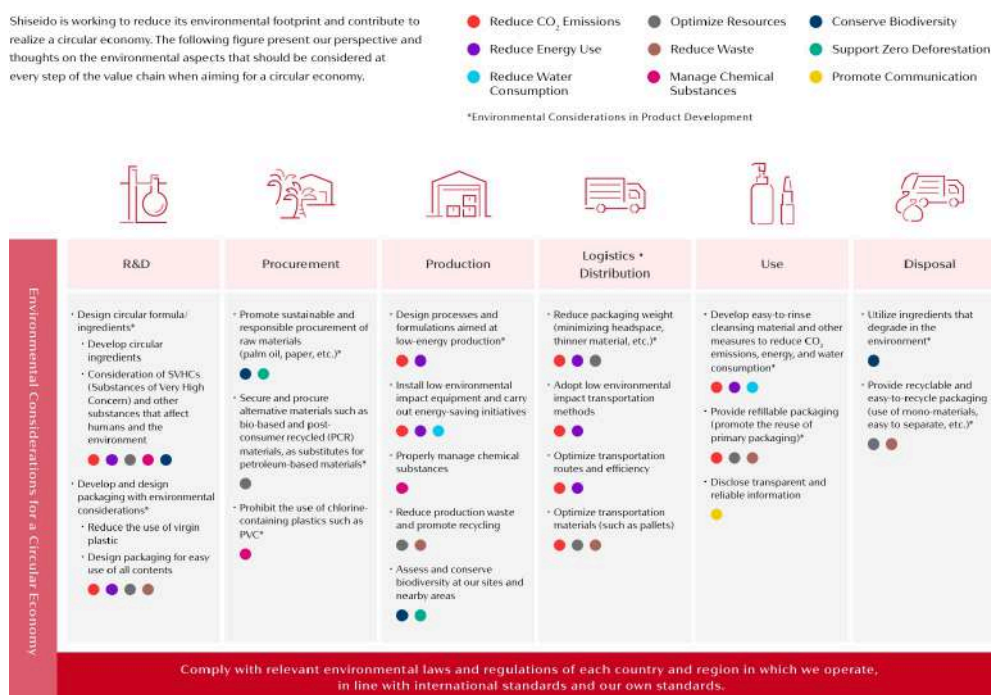 Shiseido is working to reduce its environmental footprint and contribute to
realize a circular economy. The following figure present our perspective and
thoughts on the environmental aspects that should be considered at
every step of the value chain when aiming for a circular economy.
Reduce CO₂ Emissions
Reduce Energy Use
Reduce Water
Consumption
Optimize Resources
Reduce Waste
Manage Chemical
Substances
Conserve Biodiversity
Support Zero Deforestation
Promote Communication
*Environmental Considerations in Product Development
Environmental Considerations for a Circular Economy
R&D
・Design circular formula/
ingredients*
・Develop circular
ingredients
・Consideration of SVHCs
(Substances of Very High
Concern) and other
substances that affect
humans and the
environment
・Develop and design
packaging with environmental
considerations*
・Reduce the use of virgin
plastic
・Design packaging for easy
use of all contents
Procurement
・Promote sustainable and
responsible procurement of
raw materials
(palm oil, paper, etc.)*
・Secure and procure
alternative materials such as
bio-based and post-
consumer recycled (PCR)
materials, as substitutes for
petroleum-based materials*
・Prohibit the use of chlorine-
containing plastics such as
PVC*
Production
・Design processes and
formulations aimed at
low-energy production*
・Install low environmental
impact equipment and carry
out energy-saving initiatives
・Properly manage chemical
substances
・Reduce production waste
and promote recycling
・Assess and conserve
biodiversity at our sites and
nearby areas
Logistics・
Distribution
・Reduce packaging weight
(minimizing headspace,
thinner material, etc.)*
・Adopt low environmental
impact transportation
methods
・Optimize transportation
routes and efficiency
・Optimize transportation
materials (such as pallets)
Use
・Develop easy-to-rinse
cleansing material and other
measures to reduce CO₂
emissions, energy, and water
consumption*
・Provide refillable packaging
(promote the reuse of
primary packaging)*
・Disclose transparent and
reliable information
Disposal
・Utilize ingredients that
degrade in the
environment*
・Provide recyclable and
easy-to-recycle packaging
(use of mono-materials,
easy to separate, etc.)*
Comply with relevant environmental laws and regulations of each country and region in which we operate,
in line with international standards and our own standards.